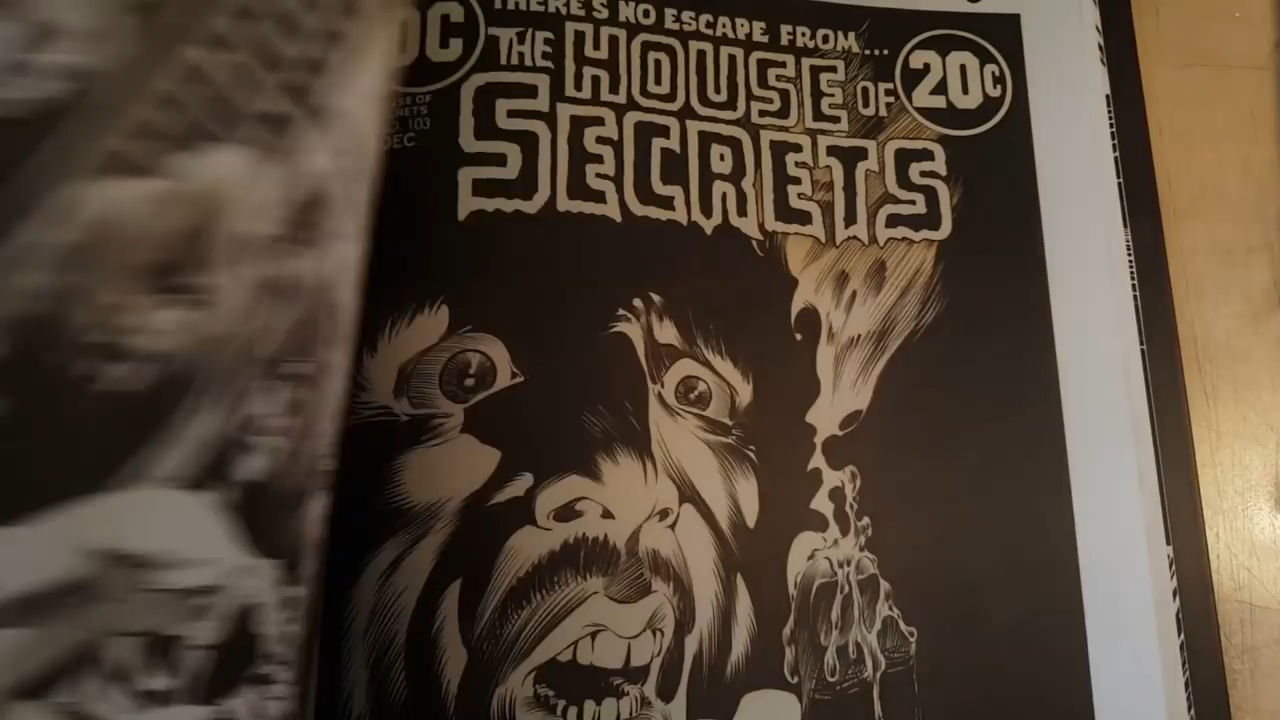 THERE'S NO ESCAPE FROM...
DC
THE HOUSE OF
SECRETS
20¢
103
DEC